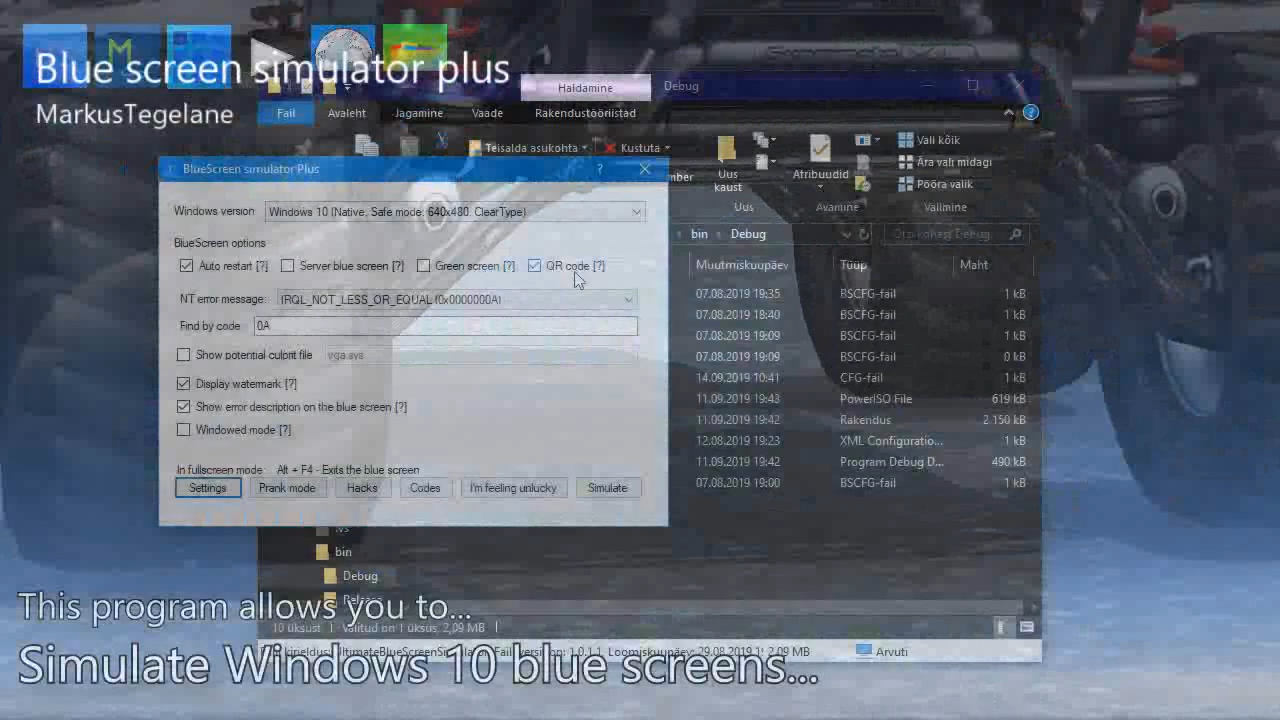 Blue screen simulator plus
MarkusTegelane
Haldamine
Debug
Fail Avaleht Jagamine Vaade Rakendustööriistad
Teisalda asukohta
Kustuta
Uus kaust
Atribuudid
Vali kõik
Ära vali midagi
Pööra valik
Uus
Avamine
Valimine
BlueScreen simulator Plus
?
Windows version: Windows 10 (Native, Safe mode: 640x480, ClearType)
BlueScreen options
Auto restart [?] Server blue screen [?] Green screen [?] QR code [?]
NT error message: IRQL_NOT_LESS_OR_EQUAL (0x0000000A)
Find by code 0A
Show potential culprit file vga.sys
Display watermark [?]
Show error description on the blue screen [?]
Windowed mode [?]
In fullscreen mode: Alt + F4 - Exits the blue screen
Settings Prank mode Hacks Codes I'm feeling unlucky Simulate
bin Debug
Otsi kohast Debug
Muutmiskuupäev Tüüp Maht
07.08.2019 19:35 BSCFG-fail 1 kB
07.08.2019 18:40 BSCFG-fail 1 kB
07.08.2019 19:09 BSCFG-fail 1 kB
07.08.2019 19:09 BSCFG-fail 0 kB
14.09.2019 10:41 CFG-fail 1 kB
11.09.2019 19:43 PowerISO File 619 kB
11.09.2019 19:42 Rakendus 2 150 kB
12.08.2019 19:23 XML Configuratio... 1 kB
11.09.2019 19:42 Program Debug D... 490 kB
07.08.2019 19:00 BSCFG-fail 1 kB
.vs
bin
Debug
Release
10 üksust Valitud on 1 üksus, 2,09 MB
Arvuti
This program allows you to...
Simulate Windows 10 blue screens...